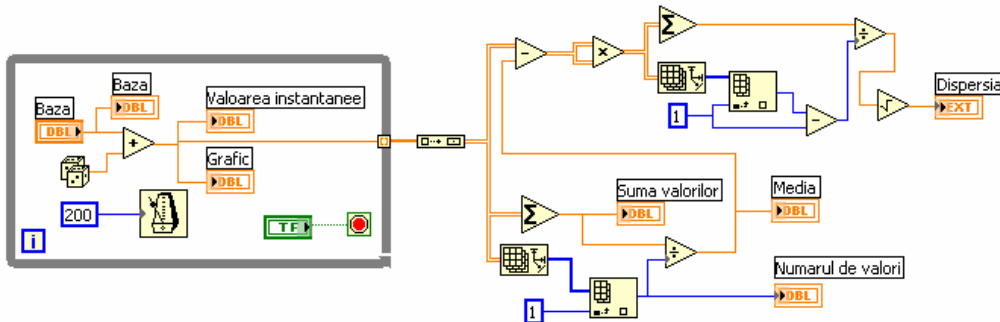 Baza
DBL
Baza
DBL
Valoarea instantanee
DBL
Grafic
DBL
200
TF
i
Suma valorilor
DBL
Media
DBL
Numarul de valori
DBL
1
1
Dispersia
EXT